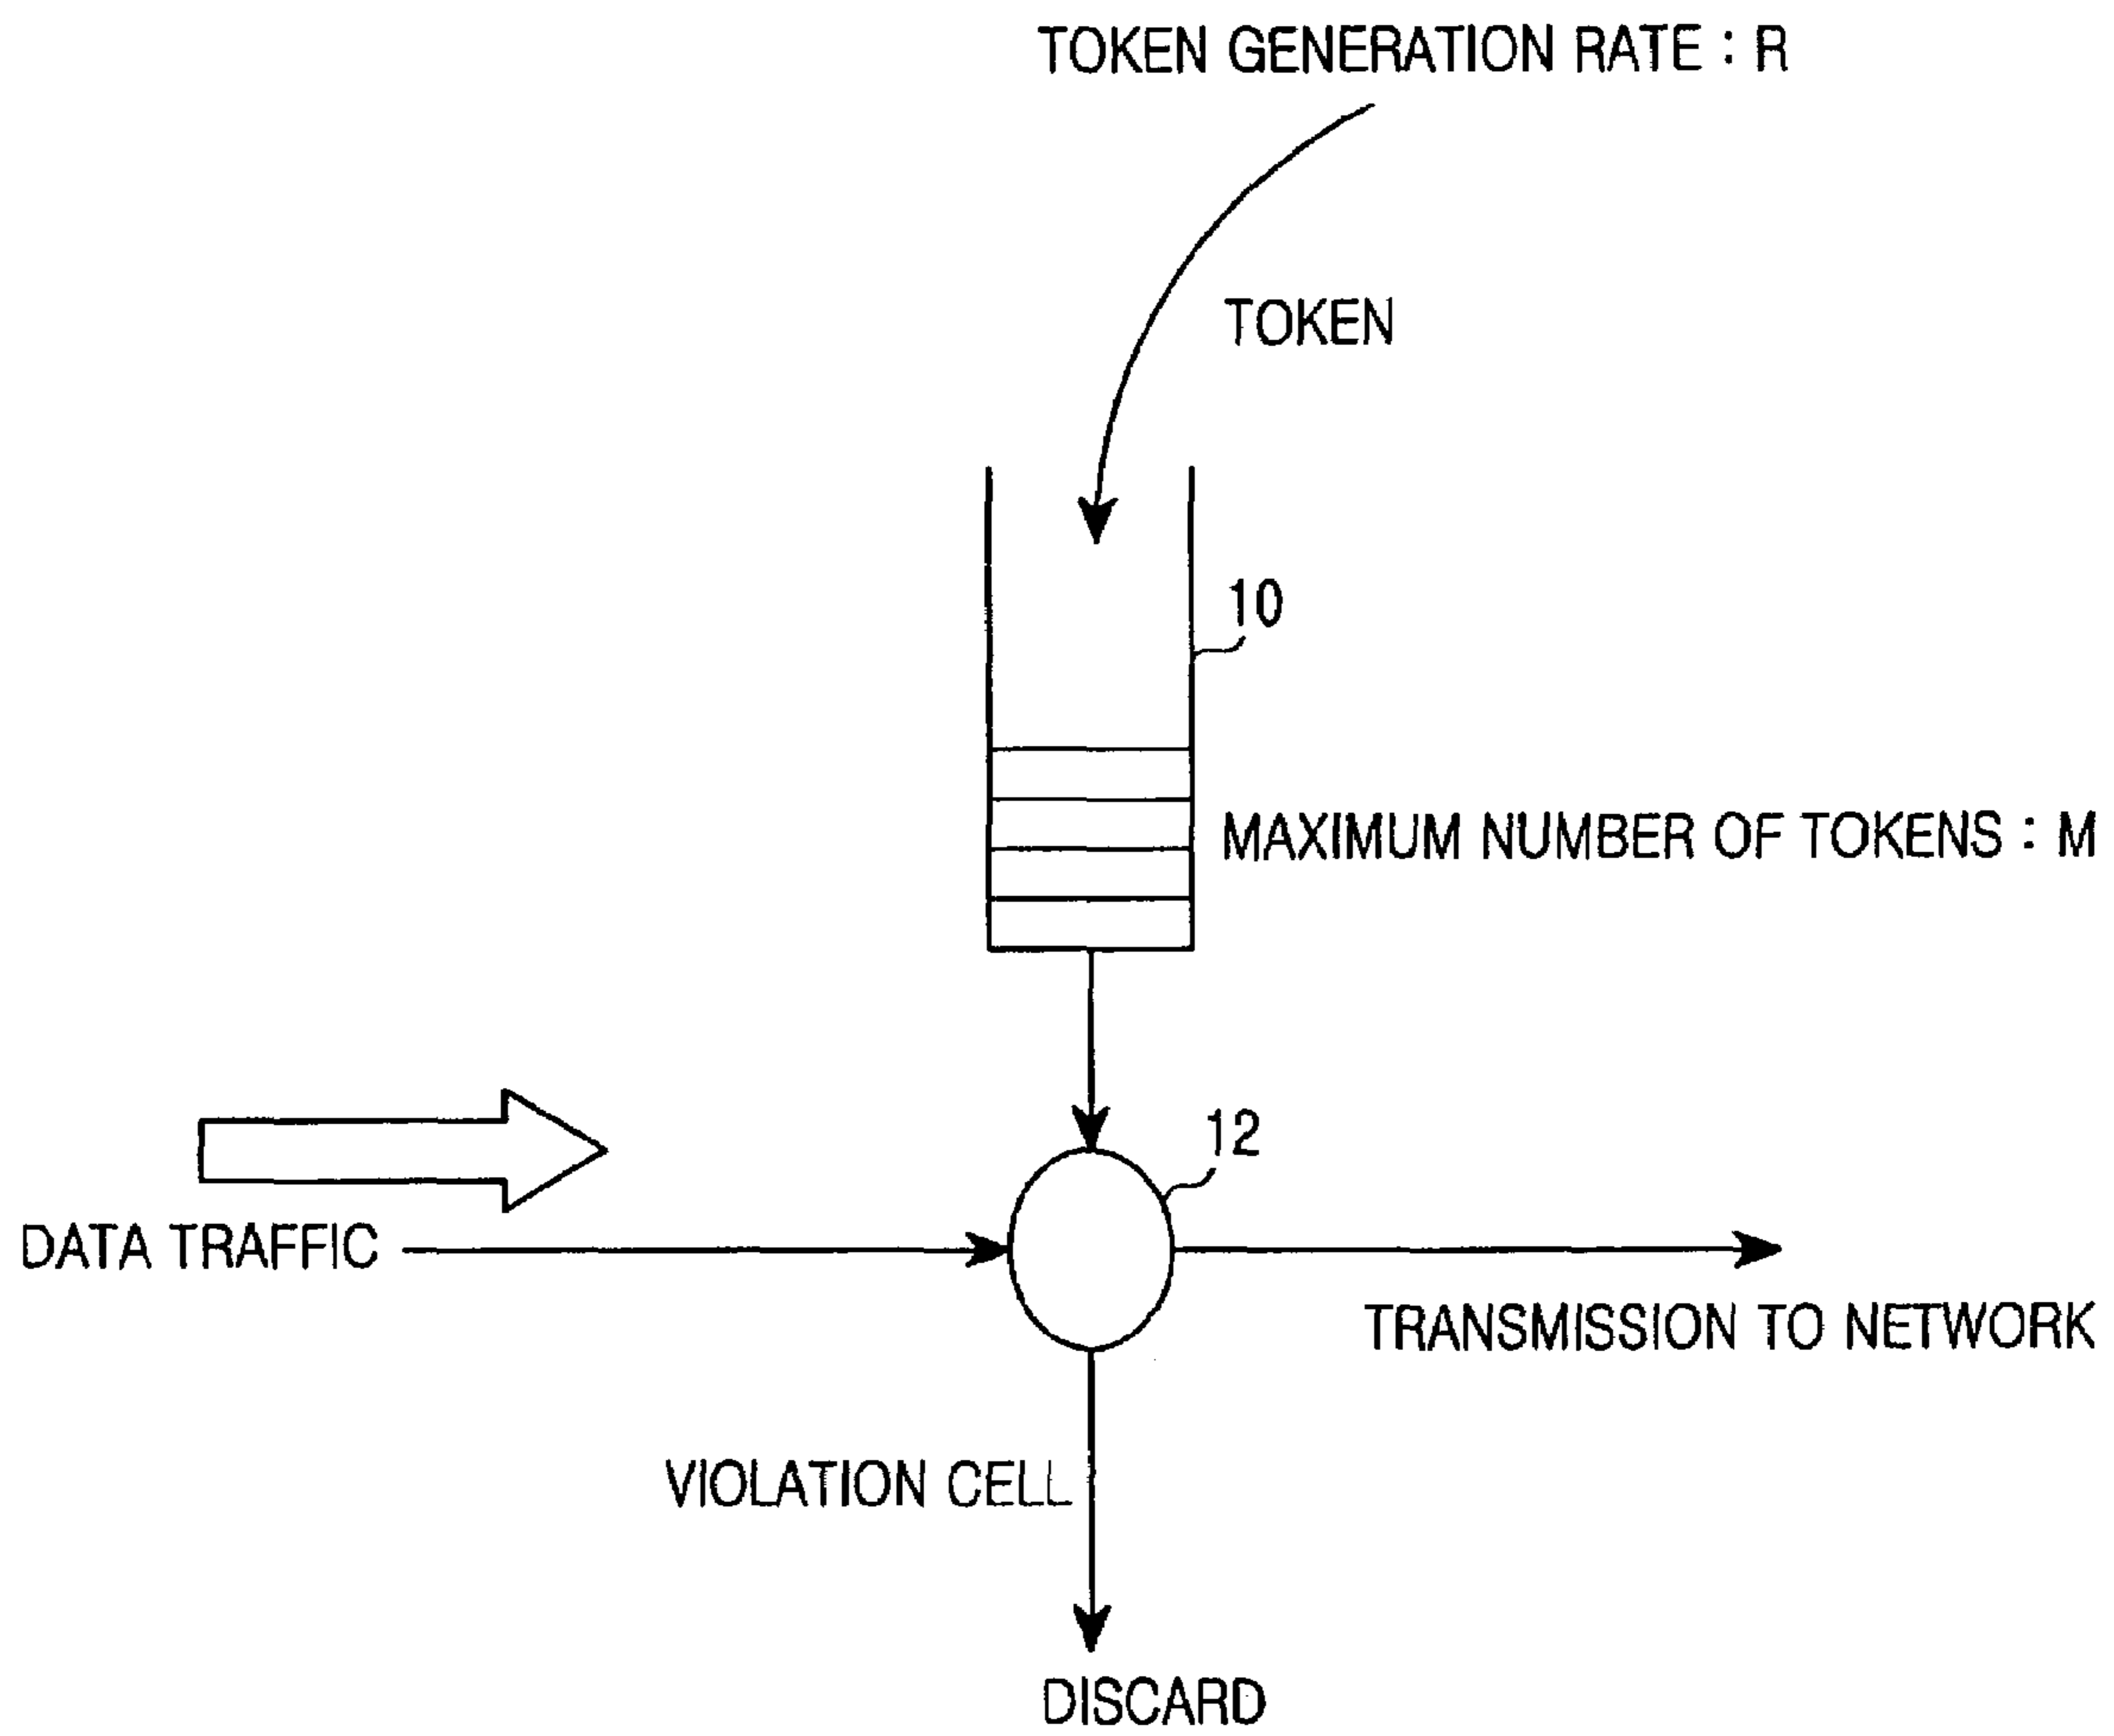 TOKEN GENERATION RATE : R
TOKEN
10
MAXIMUM NUMBER OF TOKENS : M
12
DATA TRAFFIC
TRANSMISSION TO NETWORK
VIOLATION CELL
DISCARD